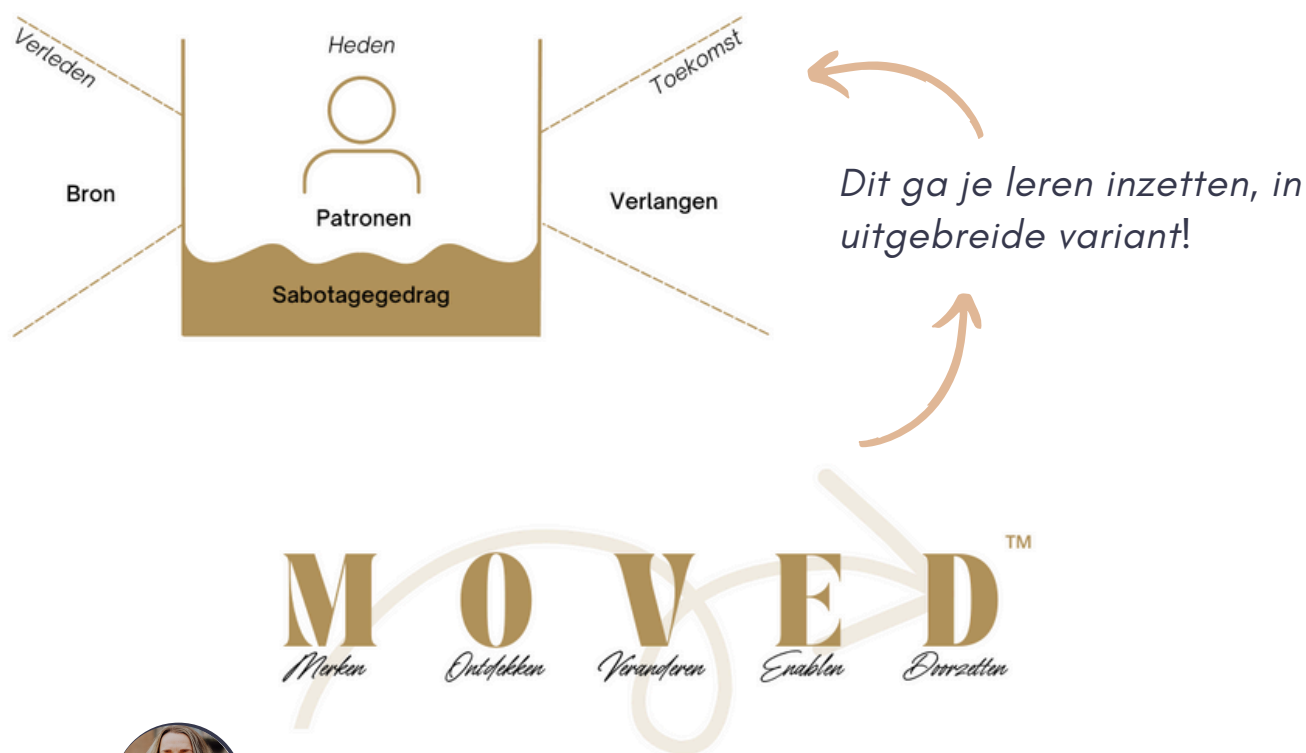 Verleden
Heden
Toekomst
Bron
Patronen
Verlangen
Sabotagegedrag
Dit ga je leren inzetten, in
uitgebreide variant!
M O V E D ™
Merken Ontdekken Veranderen Enablen Doorzetten